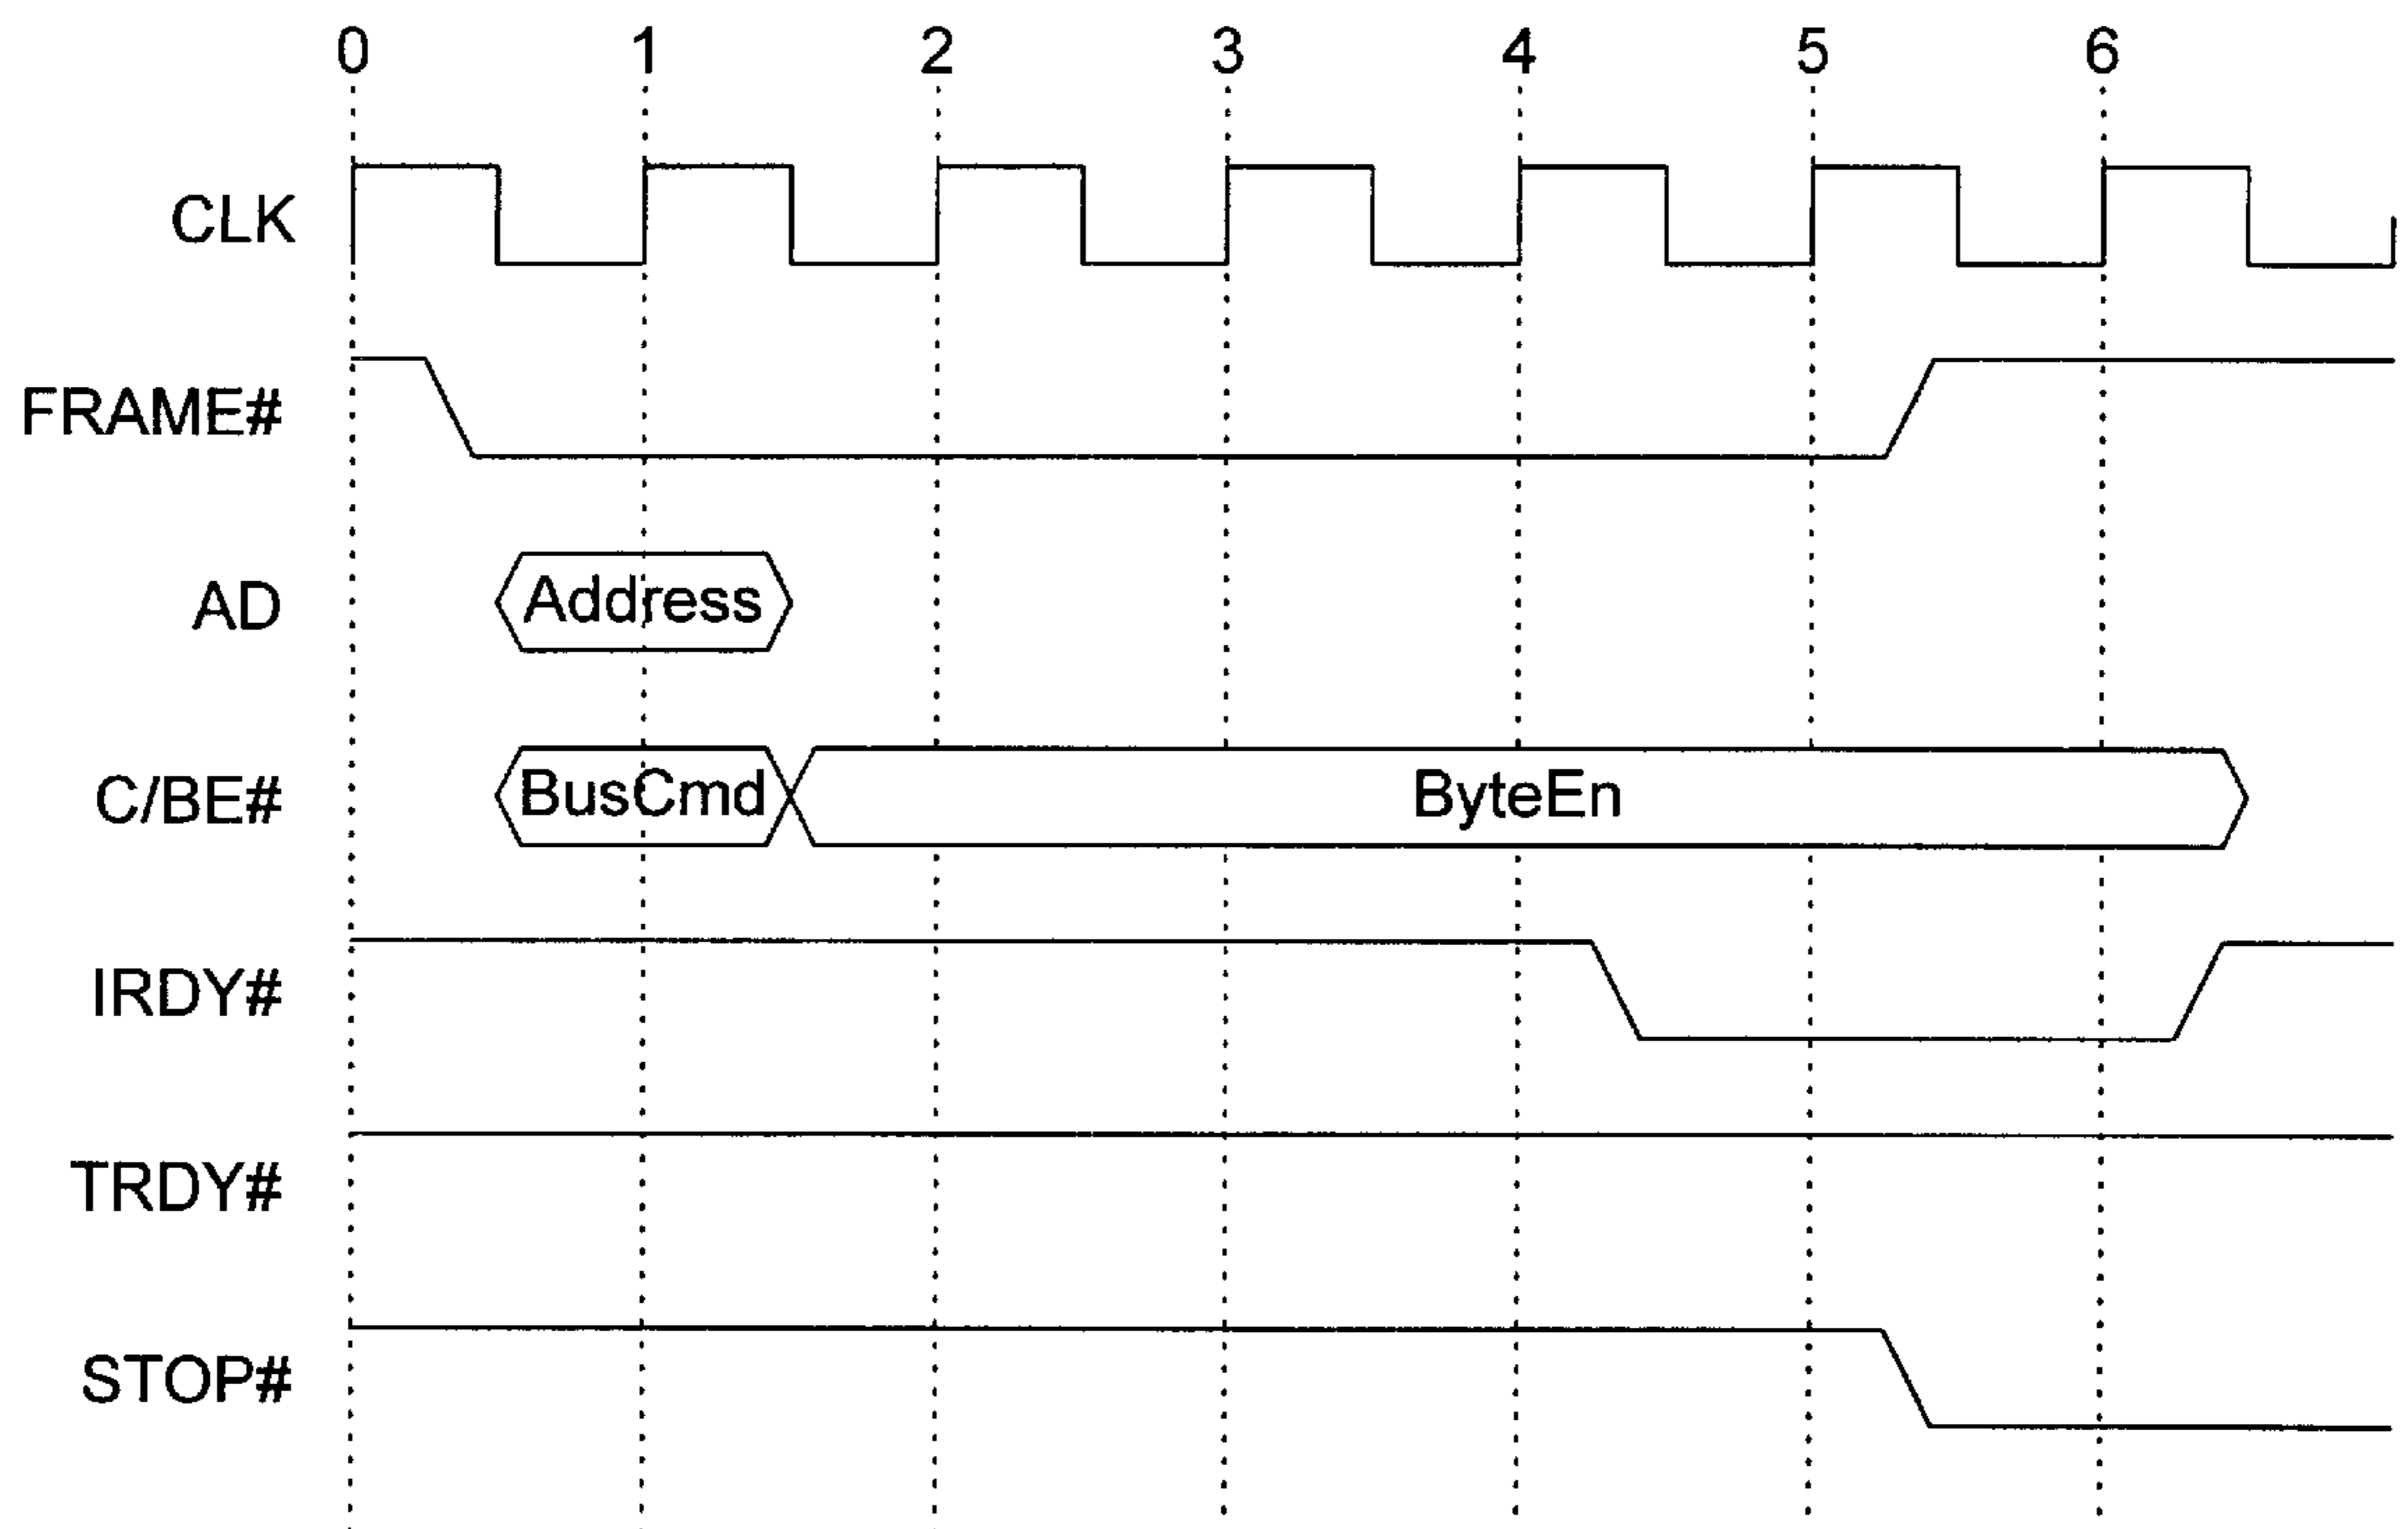 0 1 2 3 4 5 6
CLK
FRAME#
AD Address
C/BE# BusCmd ByteEn
IRDY#
TRDY#
STOP#